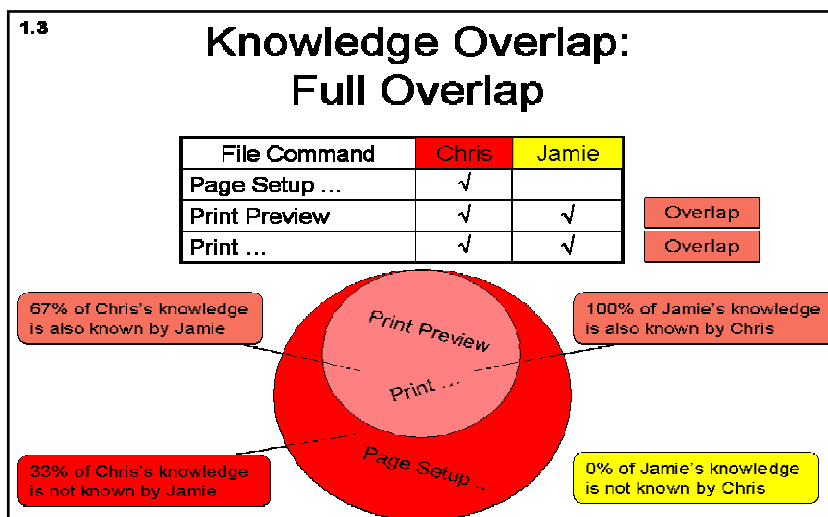 1.3
Knowledge Overlap:
Full Overlap
File Command Chris Jamie
Page Setup ... √
Print Preview √ √ Overlap
Print ... √ √ Overlap
67% of Chris's knowledge
is also known by Jamie
100% of Jamie's knowledge
is also known by Chris
Print Preview
Print ...
Page Setup ..
33% of Chris's knowledge
is not known by Jamie
0% of Jamie's knowledge
is not known by Chris